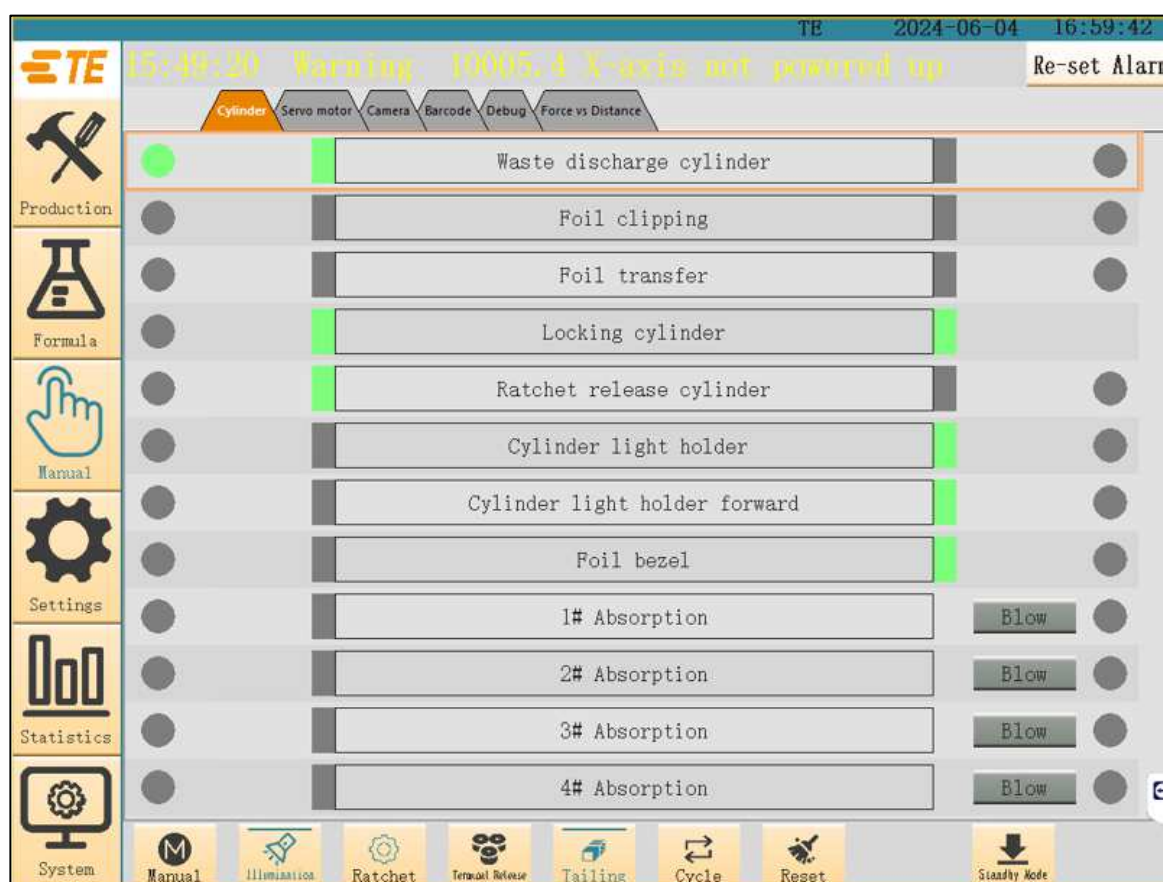 TE 2024-06-04 16:59:42
TE
15:49:20 Warning 10005.4 X-axis not powered up
Re-set Alarm
Cylinder Servo motor Camera Barcode Debug Force vs Distance
Production
Formula
Manual
Settings
Statistics
System
Waste discharge cylinder
Foil clipping
Foil transfer
Locking cylinder
Ratchet release cylinder
Cylinder light holder
Cylinder light holder forward
Foil bezel
1# Absorption Blow
2# Absorption Blow
3# Absorption Blow
4# Absorption Blow
M
Manual Illumination Ratchet Terminal Release Tailing Cycle Reset Standby Mode